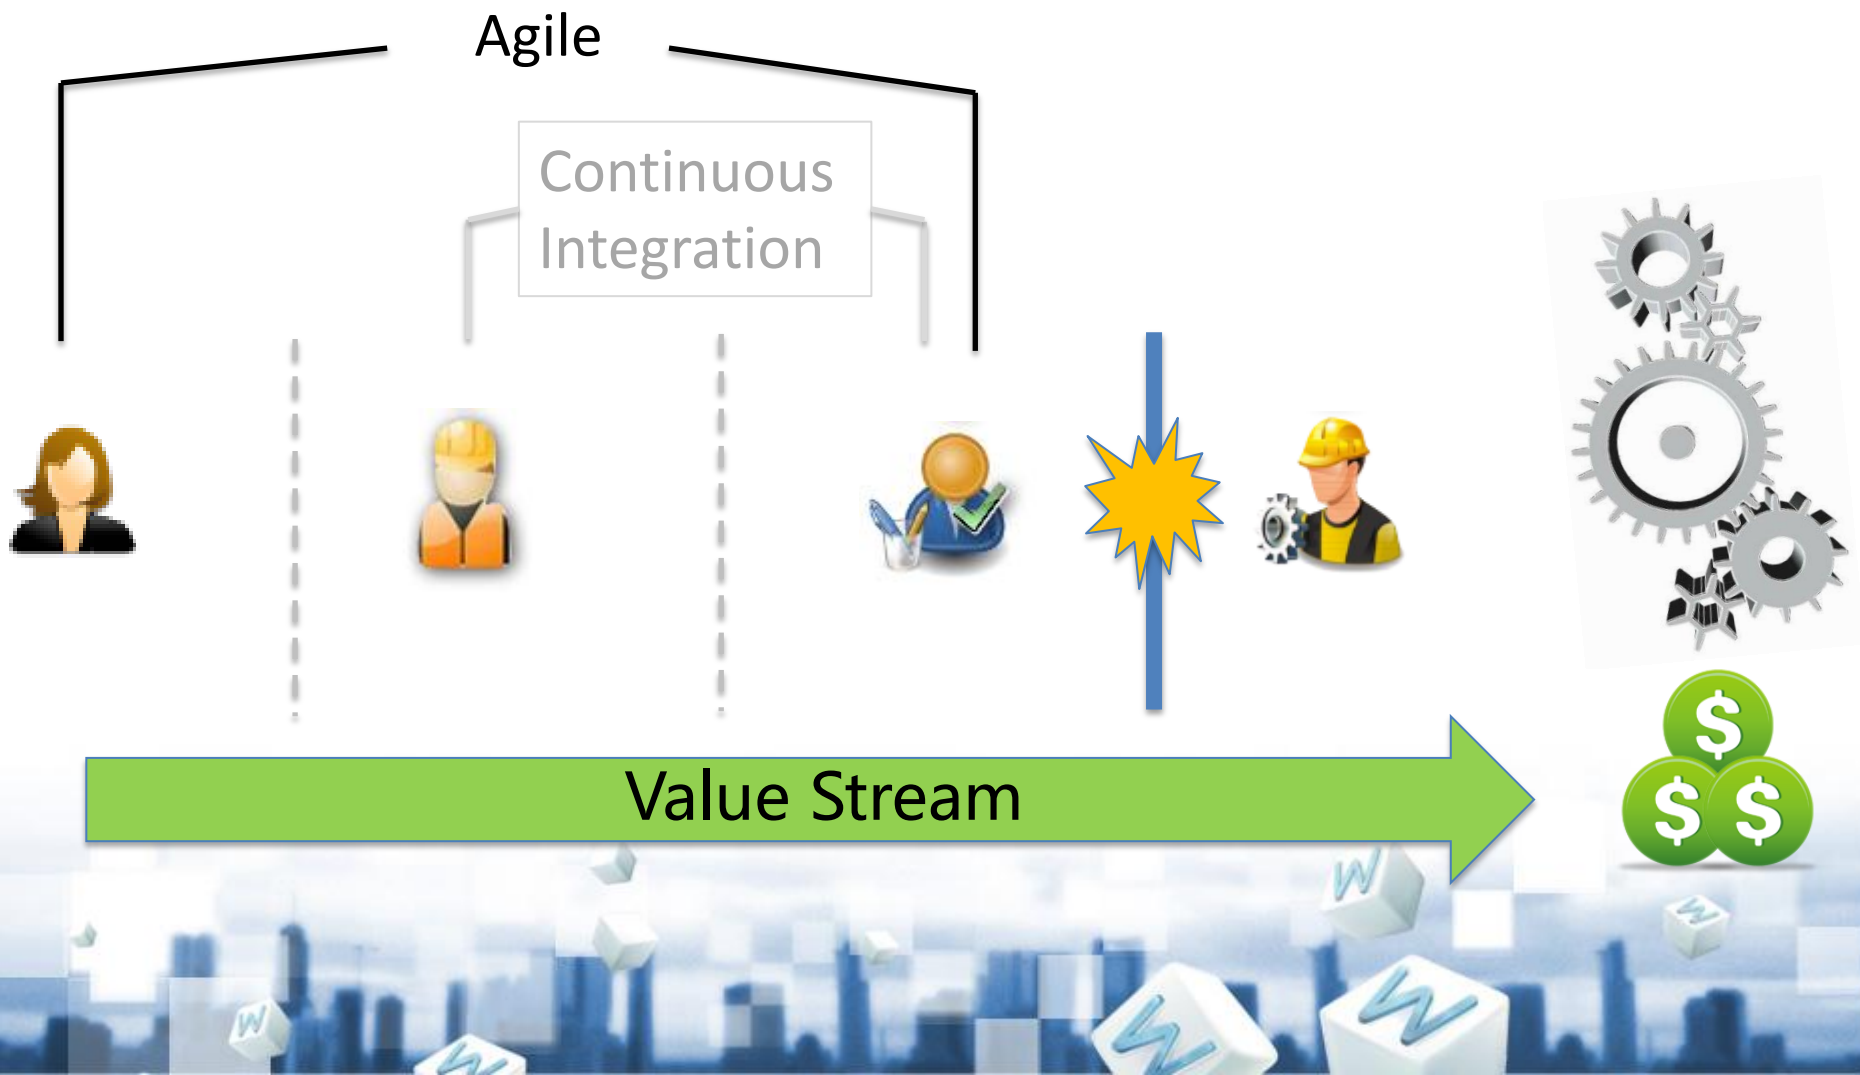 Agile
Continuous
Integration
$
$ $
Value Stream
W
W
W
W
W
W